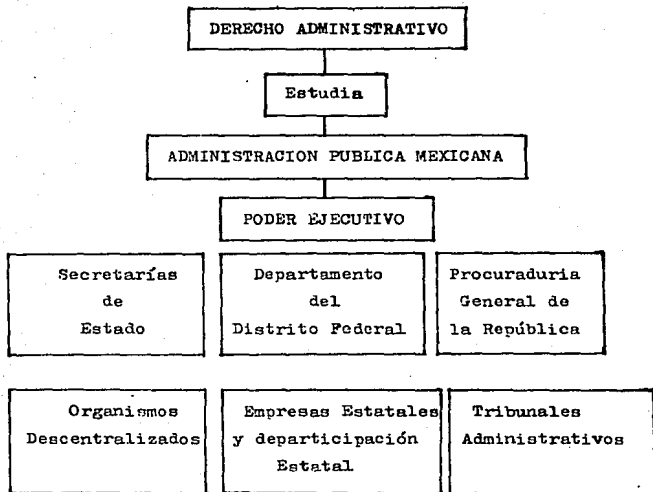 DERECHO ADMINISTRATIVO
Estudia
ADMINISTRACION PUBLICA MEXICANA
PODER EJECUTIVO
Secretarías
de
Estado
Departamento
del
Distrito Federal
Procuraduria
General de
la República
Organismos
Descentralizados
Empresas Estatales
y departicipación
Estatal
Tribunales
Administrativos